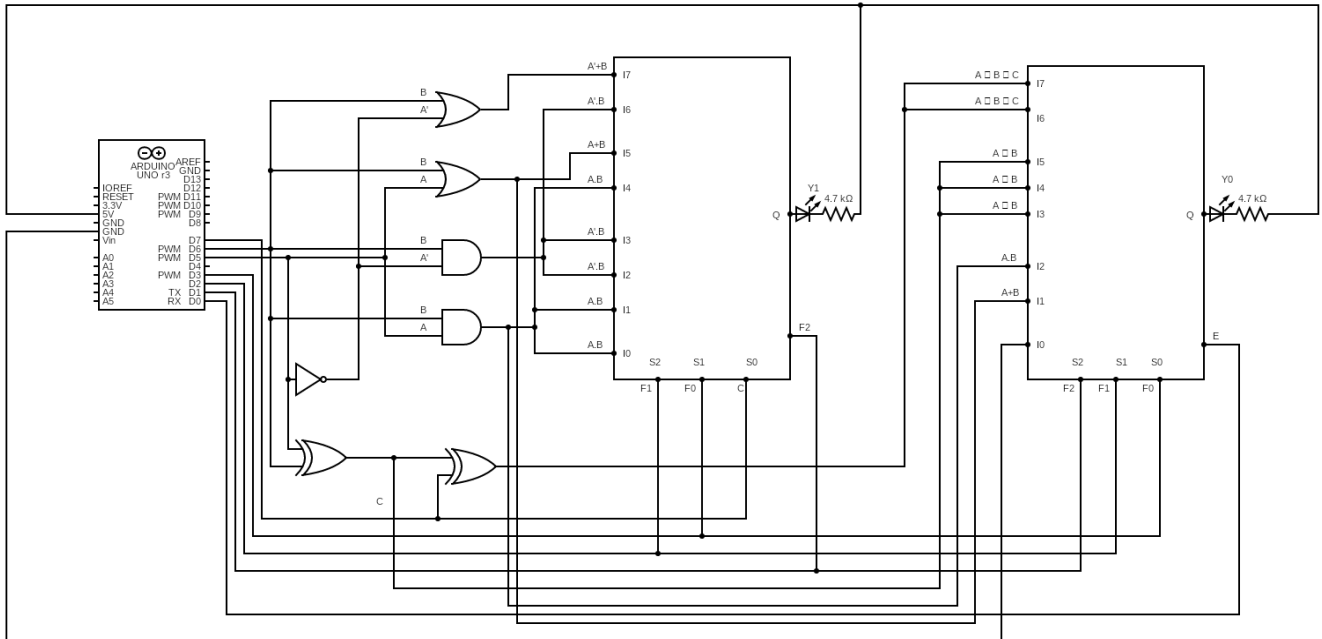 ARDUINO
UNO r3
IOREF
RESET
3.3V
5V
GND
GND
Vin
A0
A1
A2
A3
A4
A5
AREF
GND
D13
D12
PWM D11
PWM D10
PWM D9
D8
D7
PWM D6
PWM D5
D4
PWM D3
D2
TX D1
RX D0
B
A'
B
A
B
A'
B
A
C
A'+B I7
A'.B I6
A+B I5
A.B I4
A'.B I3
A'.B I2
A.B I1
A.B I0
Q
F2
S2 S1 S0
F1 F0 C
Y1
4.7 kΩ
A □ B □ C I7
A □ B □ C I6
A □ B I5
A □ B I4
A □ B I3
A.B I2
A+B I1
I0
Q
E
S2 S1 S0
F2 F1 F0
Y0
4.7 kΩ